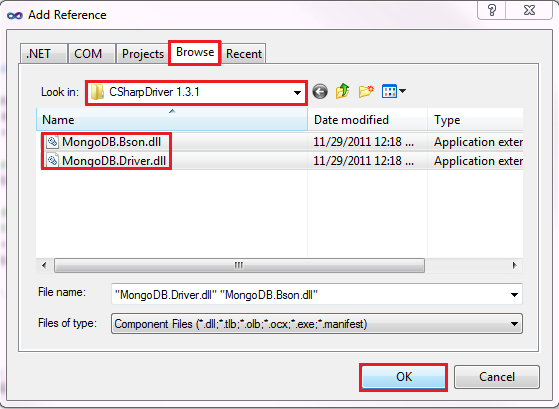 Add Reference
.NET COM Projects Browse Recent
Look in: CSharpDriver 1.3.1
Name Date modified Type
MongoDB.Bson.dll 11/29/2011 12:18 ... Application exter
MongoDB.Driver.dll 11/29/2011 12:18 ... Application exter
File name: "MongoDB.Driver.dll" "MongoDB.Bson.dll"
Files of type: Component Files (*.dll;*.tlb;*.olb;*.ocx;*.exe;*.manifest)
OK Cancel